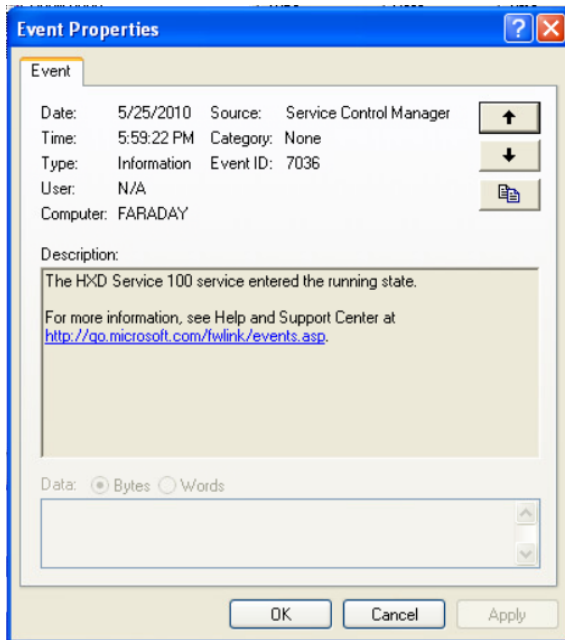 Event Properties
Event
Date: 5/25/2010 Source: Service Control Manager
Time: 5:59:22 PM Category: None
Type: Information Event ID: 7036
User: N/A
Computer: FARADAY
Description:
The HXD Service 100 service entered the running state.
For more information, see Help and Support Center at
http://go.microsoft.com/fwlink/events.asp.
Data: Bytes Words
OK Cancel Apply